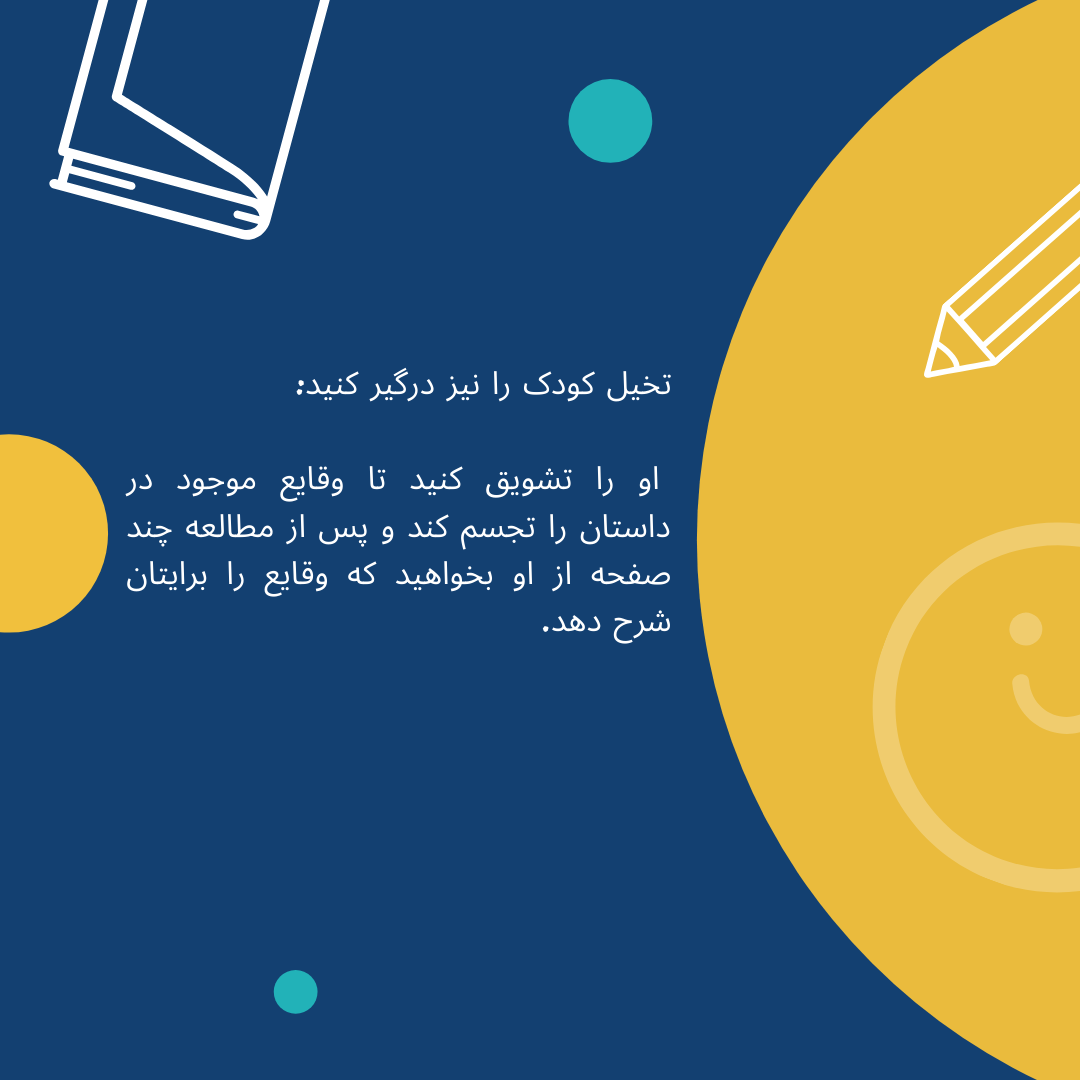 تخیل کودک را نیز درگیر کنید:
او را تشویق کنید تا وقایع موجود در
داستان را تجسم کند و پس از مطالعه چند
صفحه از او بخواهید که وقایع را برایتان
شرح دهد.